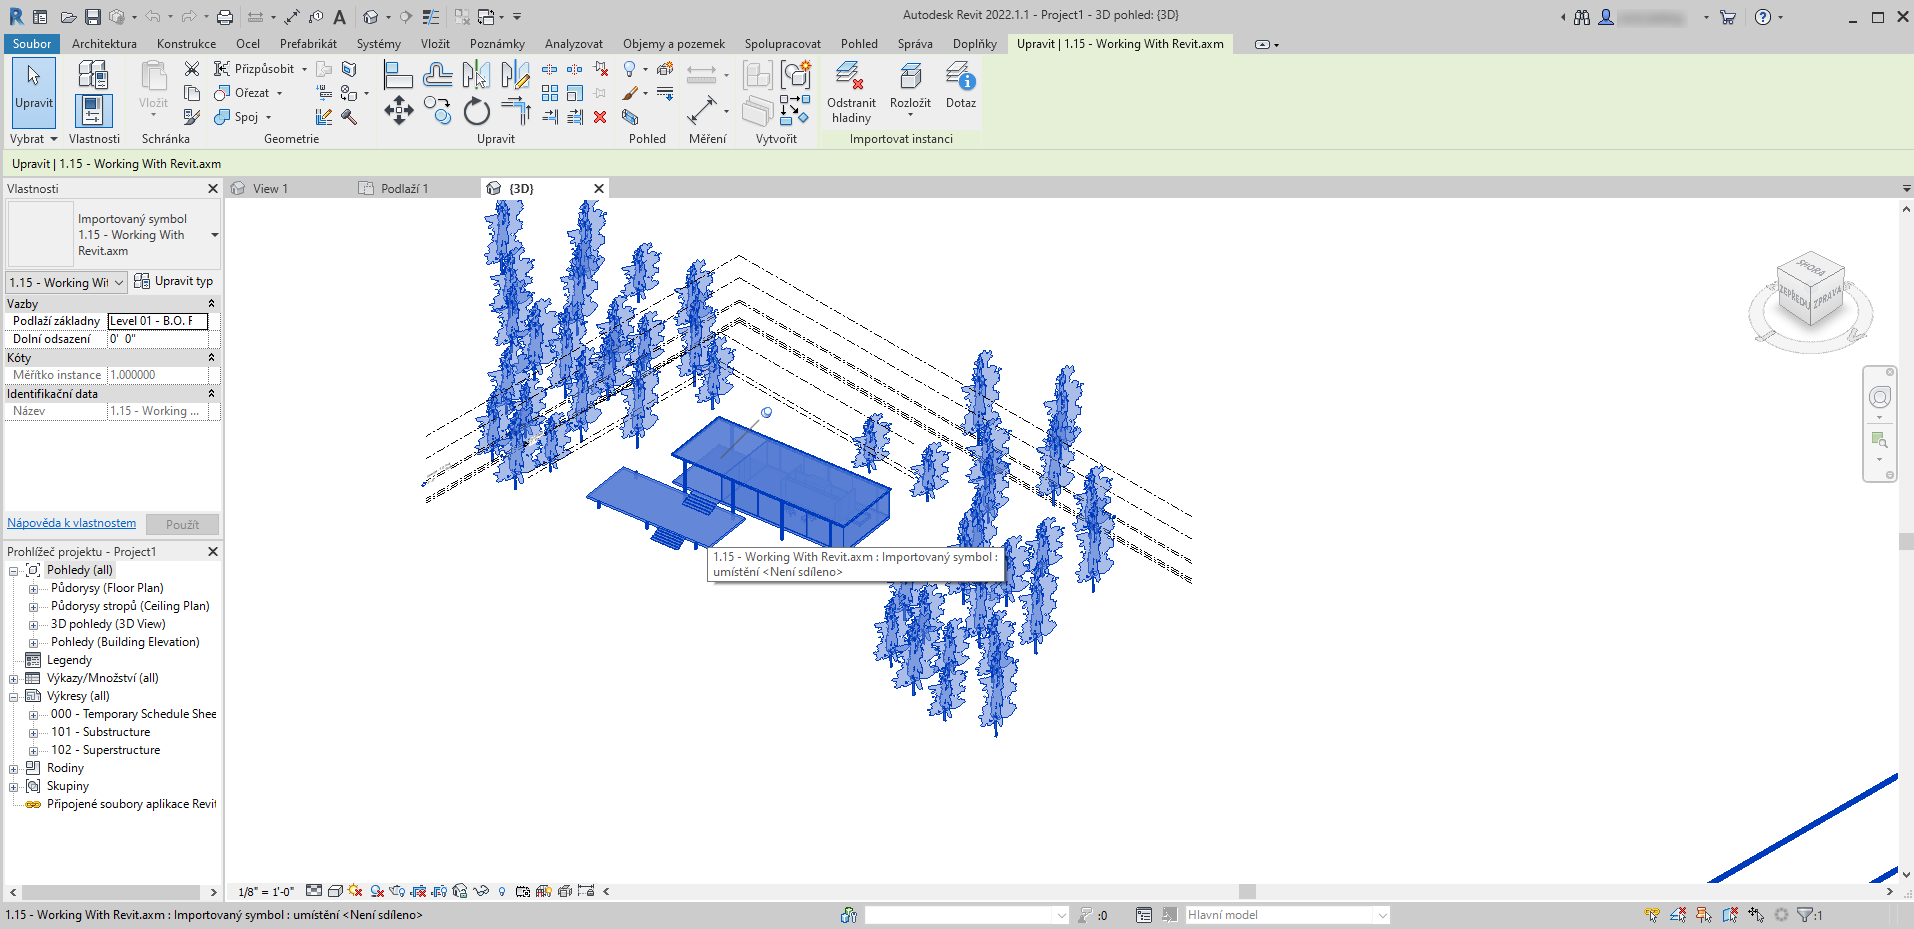 Autodesk Revit 2022.1.1 - Project1 - 3D pohled: {3D}
Soubor Architektura Konstrukce Ocel Prefabrikát Systémy Vložit Poznámky Analyzovat Objemy a pozemek Spolupracovat Pohled Správa Doplňky Upravit | 1.15 - Working With Revit.axm
Upravit
Vložit
Přizpůsobit
Ořezat
Spoj
Odstranit
hladiny
Rozložit
Dotaz
Vybrat Vlastnosti Schránka Geometrie Upravit Pohled Měření Vytvořit Importovat instanci
Upravit | 1.15 - Working With Revit.axm
Vlastnosti
View 1 Podlaží 1 {3D}
Importovaný symbol
1.15 - Working With
Revit.axm
1.15 - Working Wit Upravit typ
Vazby
Podlaží základny Level 01 - B.O. F
Dolní odsazení 0' 0"
Kóty
Měřítko instance 1.000000
Identifikační data
Název 1.15 - Working ...
Nápověda k vlastnostem Použít
Prohlížeč projektu - Project1
Pohledy (all)
Půdorysy (Floor Plan)
Půdorysy stropů (Ceiling Plan)
3D pohledy (3D View)
Pohledy (Building Elevation)
Legendy
Výkazy/Množství (all)
Výkresy (all)
000 - Temporary Schedule Shee
101 - Substructure
102 - Superstructure
Rodiny
Skupiny
Připojené soubory aplikace Revit
SHORA
ZEPŘEDU ZPRAVA
1.15 - Working With Revit.axm : Importovaný symbol :
umístění <Není sdíleno>
1/8" = 1'-0"
1.15 - Working With Revit.axm : Importovaný symbol : umístění <Není sdíleno>
:0
Hlavní model
:1